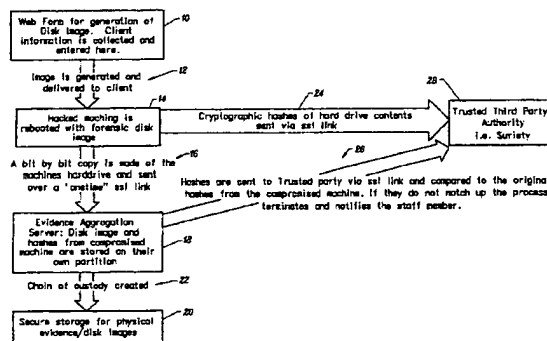 Web Form for generation of
Disk Image. Client
information is collected and
entered here.
10
Image is generated and
delivered to client
12
14
Hacked maching is
rebooted with forensic disk
image
24
Cryptographic hashes of hard drive contents
sent via ssl link
28
Trusted Third Party
Authority
i.e. Suriety
A bit by bit copy is made of the
machines harddrive and sent
over a "onetime" ssl link
16
26
Hashes are sent to Trusted party via ssl link and compared to the original
hashes from the compromised machine. If they do not match up the process
terminates and notifies the staff member.
Evidence Aggregation
Server: Disk image and
hashes from compromised
machine are stored on their
own partition
18
Chain of custody created
22
Secure storage for physical
evidence/disk images
20